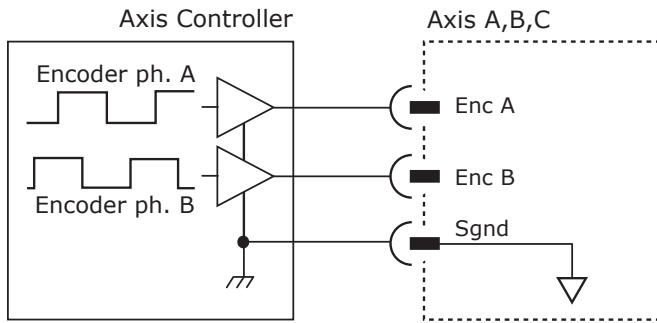 Axis Controller
Axis A,B,C
Encoder ph. A
Enc A
Enc B
Encoder ph. B
Sgnd